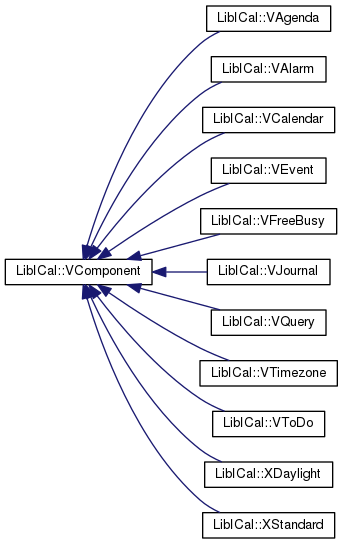 LibICal::VAgenda
LibICal::VAlarm
LibICal::VCalendar
LibICal::VEvent
LibICal::VFreeBusy
LibICal::VComponent
LibICal::VJournal
LibICal::VQuery
LibICal::VTimezone
LibICal::VToDo
LibICal::XDaylight
LibICal::XStandard